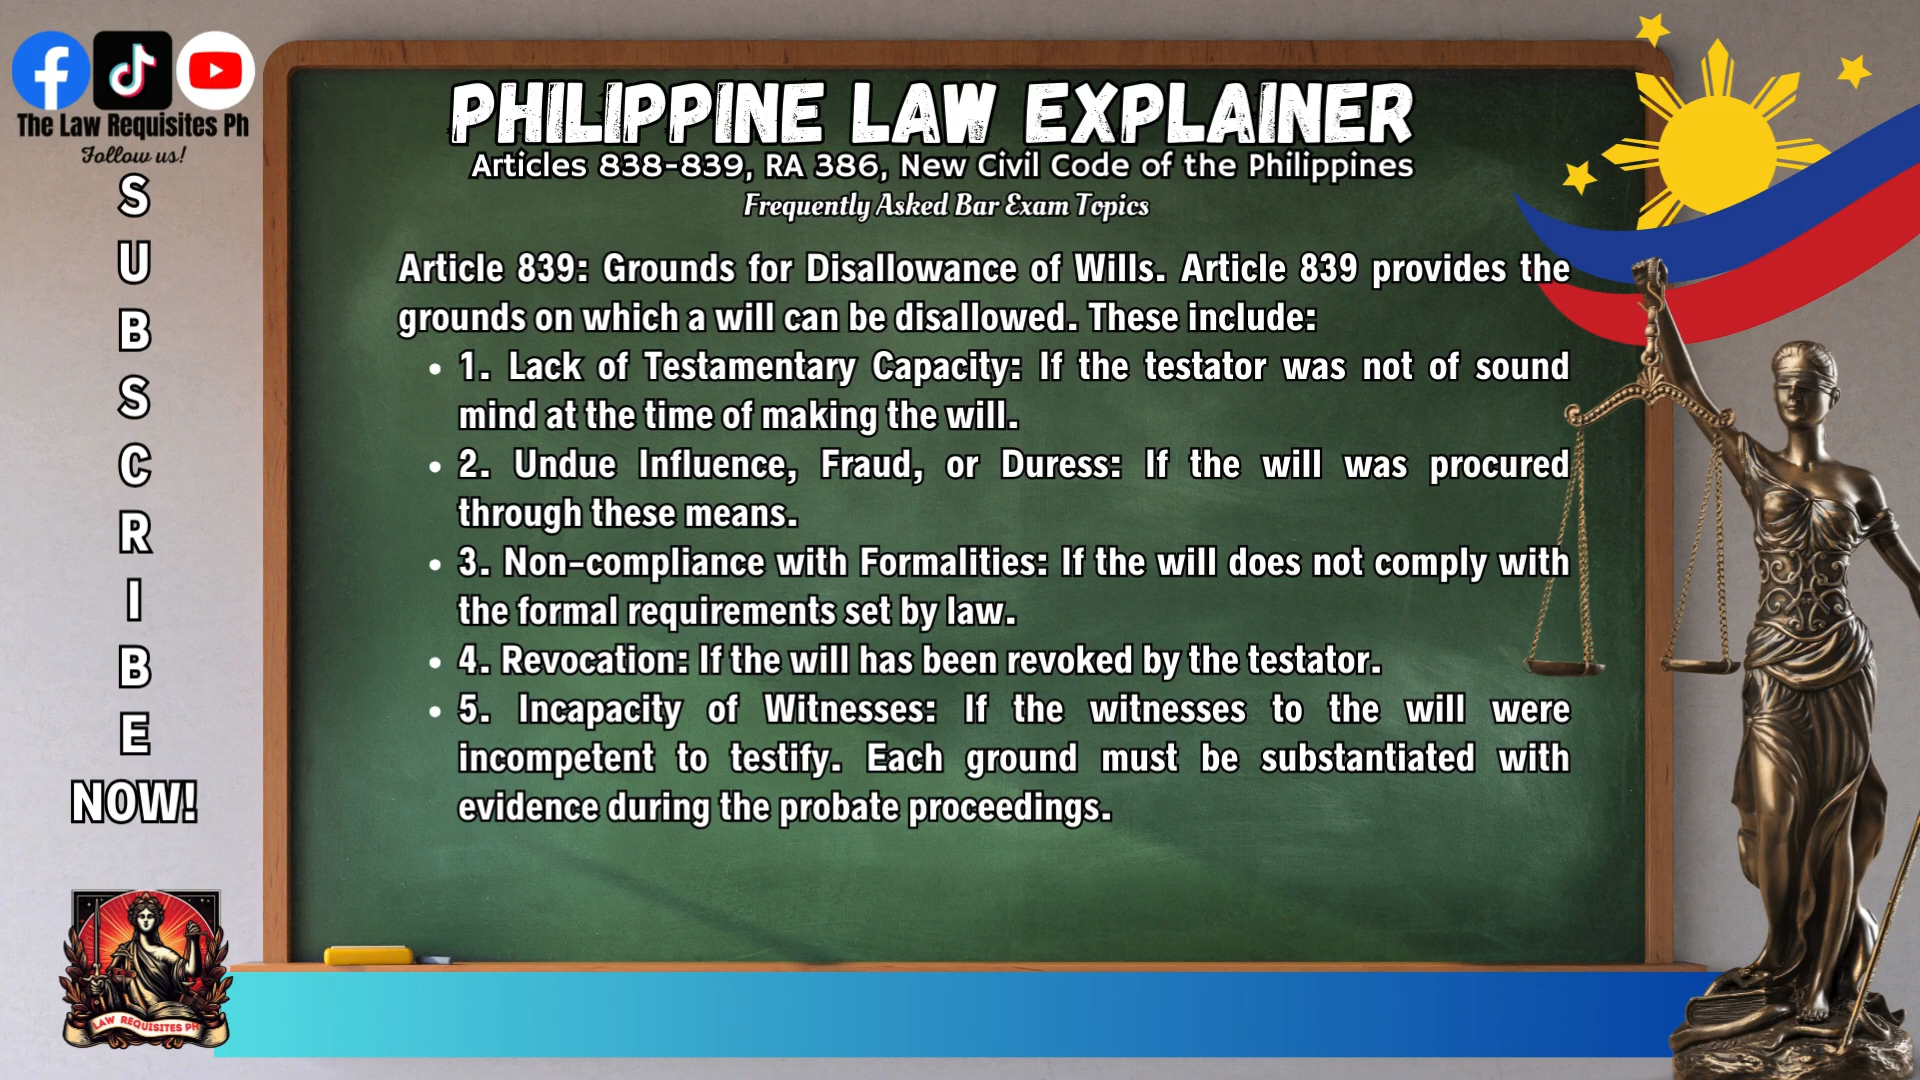 The Law Requisites Ph
Follow us!
S
U
B
S
C
R
I
B
E
NOW!
LAW REQUISITES PH
PHILIPPINE LAW EXPLAINER
Articles 838-839, RA 386, New Civil Code of the Philippines
Frequently Asked Bar Exam Topics
Article 839: Grounds for Disallowance of Wills. Article 839 provides the
grounds on which a will can be disallowed. These include:
• 1. Lack of Testamentary Capacity: If the testator was not of sound
mind at the time of making the will.
• 2. Undue Influence, Fraud, or Duress: If the will was procured
through these means.
• 3. Non-compliance with Formalities: If the will does not comply with
the formal requirements set by law.
• 4. Revocation: If the will has been revoked by the testator.
• 5. Incapacity of Witnesses: If the witnesses to the will were
incompetent to testify. Each ground must be substantiated with
evidence during the probate proceedings.